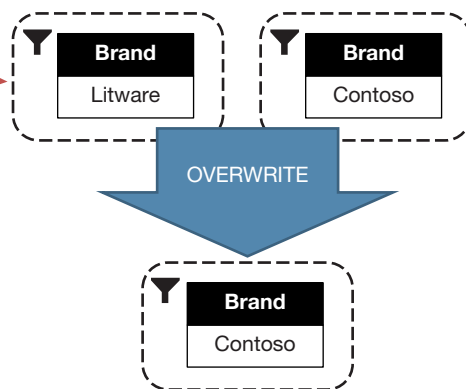 Brand
Litware
Brand
Contoso
OVERWRITE
Brand
Contoso